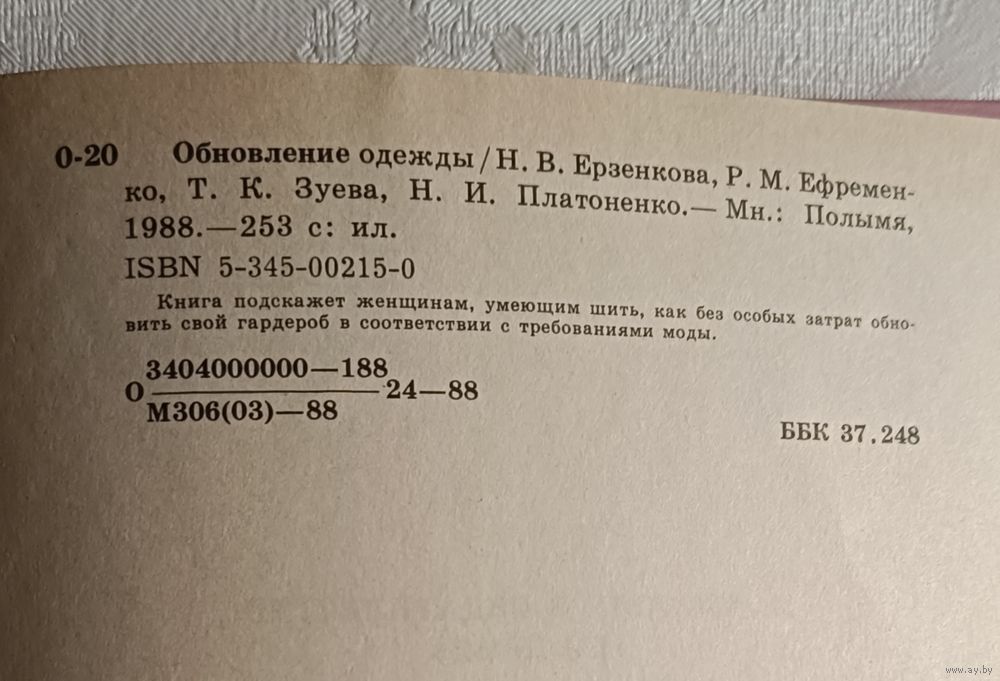 О-20 Обновление одежды / Н. В. Ерзенкова, Р. М. Ефремен-
ко, Т. К. Зуева, Н. И. Платоненко.— Мн.: Полымя,
1988.—253 с: ил.
ISBN 5-345-00215-0
Книга подскажет женщинам, умеющим шить, как без особых затрат обно-
вить свой гардероб в соответствии с требованиями моды.
3404000000—188
О 24—88
М306(03)—88
ББК 37.248
www.ay.by